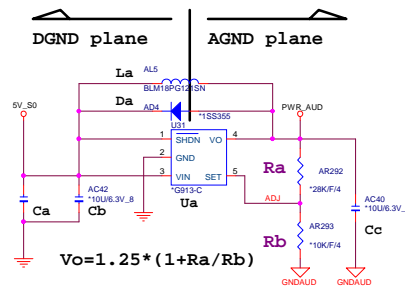 DGND plane
AGND plane
La
AL5
BLM18PG121SN
Da
AD4
*1SS355
5V_S0
U31
PWR_AUD
1
SHDN
VO
4
2
GND
3
VIN
SET
5
*G913-C
Ua
Ra
AR292
*28K/F/4
ADJ
AC42
*10U/6.3V_8
Ca
Cb
Rb
AR293
*10K/F/4
AC40
*10U/6.3V_8
Cc
Vo=1.25*(1+Ra/Rb)
GNDAUD
GNDAUD